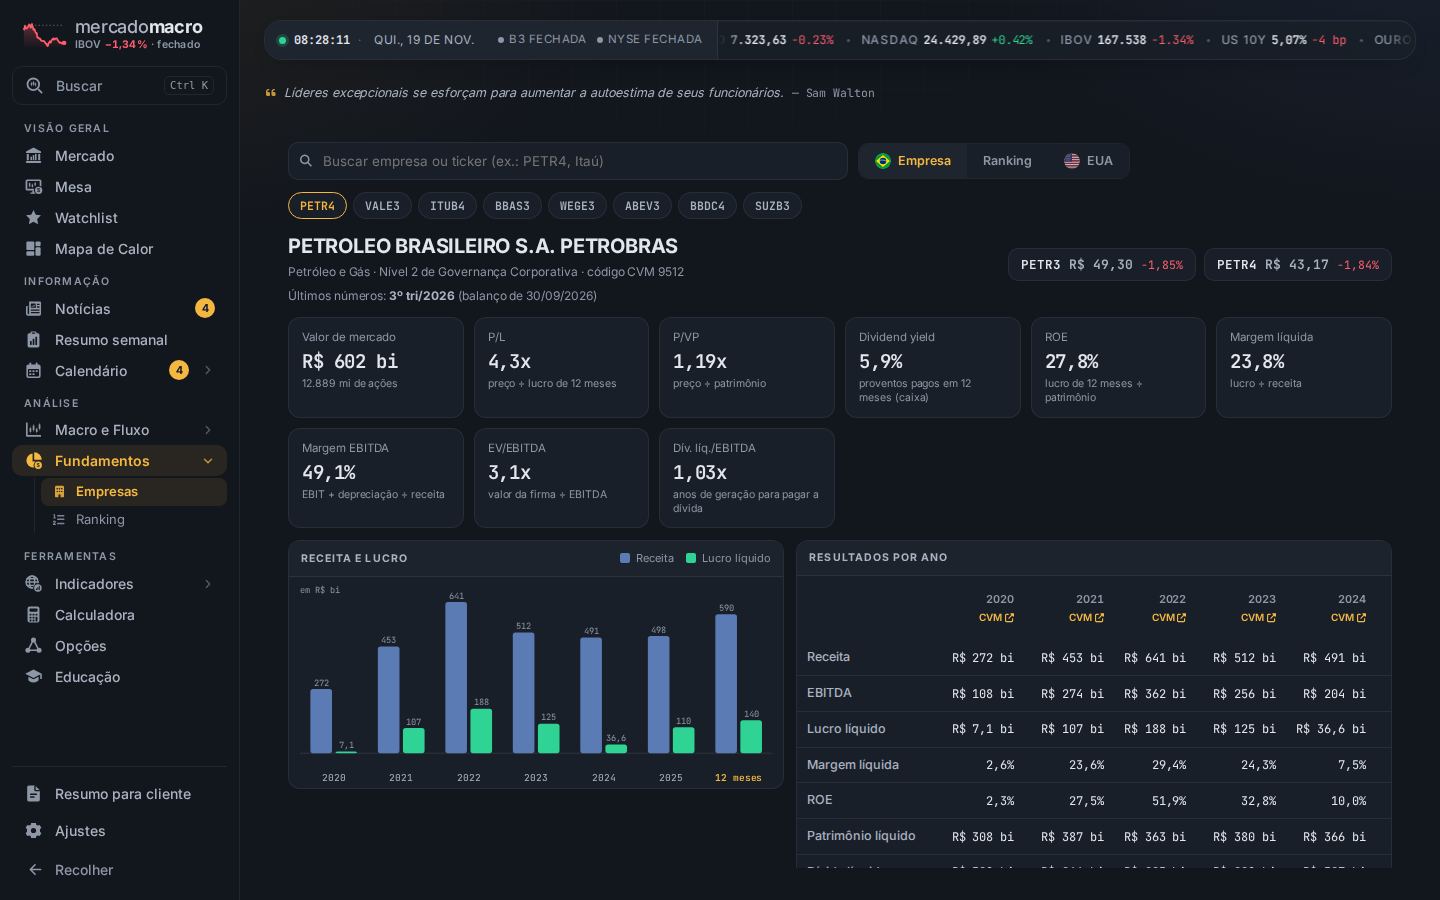 mercadomacro
IBOV −1,34% · fechado
Buscar Ctrl K
VISÃO GERAL
Mercado
Mesa
Watchlist
Mapa de Calor
INFORMAÇÃO
Notícias 4
Resumo semanal
Calendário 4
ANÁLISE
Macro e Fluxo
Fundamentos
Empresas
Ranking
FERRAMENTAS
Indicadores
Calculadora
Opções
Educação
Resumo para cliente
Ajustes
Recolher
08:28:11 · QUI., 19 DE NOV. B3 FECHADA NYSE FECHADA 7.323,63 -0.23% • NASDAQ 24.429,89 +0.42% • IBOV 167.538 -1.34% • US 10Y 5,07% -4 bp • OURO
“ Líderes excepcionais se esforçam para aumentar a autoestima de seus funcionários. — Sam Walton
Buscar empresa ou ticker (ex.: PETR4, Itaú)
Empresa Ranking EUA
PETR4 VALE3 ITUB4 BBAS3 WEGE3 ABEV3 BBDC4 SUZB3
PETROLEO BRASILEIRO S.A. PETROBRAS
Petróleo e Gás · Nível 2 de Governança Corporativa · código CVM 9512
Últimos números: 3º tri/2026 (balanço de 30/09/2026)
PETR3 R$ 49,30 -1,85%
PETR4 R$ 43,17 -1,84%
Valor de mercado
R$ 602 bi
12.889 mi de ações
P/L
4,3x
preço ÷ lucro de 12 meses
P/VP
1,19x
preço ÷ patrimônio
Dividend yield
5,9%
proventos pagos em 12
meses (caixa)
ROE
27,8%
lucro de 12 meses ÷
patrimônio
Margem líquida
23,8%
lucro ÷ receita
Margem EBITDA
49,1%
EBIT + depreciação ÷ receita
EV/EBITDA
3,1x
valor da firma ÷ EBITDA
Dív. líq./EBITDA
1,03x
anos de geração para pagar a
dívida
RECEITA E LUCRO
Receita Lucro líquido
em R$ bi
272 7,1 453 107 641 188 512 125 491 36,6 498 110 590 140
2020 2021 2022 2023 2024 2025 12 meses
RESULTADOS POR ANO
2020 2021 2022 2023 2024
CVM CVM CVM CVM CVM
Receita R$ 272 bi R$ 453 bi R$ 641 bi R$ 512 bi R$ 491 bi
EBITDA R$ 108 bi R$ 274 bi R$ 362 bi R$ 256 bi R$ 204 bi
Lucro líquido R$ 7,1 bi R$ 107 bi R$ 188 bi R$ 125 bi R$ 36,6 bi
Margem líquida 2,6% 23,6% 29,4% 24,3% 7,5%
ROE 2,3% 27,5% 51,9% 32,8% 10,0%
Patrimônio líquido R$ 308 bi R$ 387 bi R$ 363 bi R$ 380 bi R$ 366 bi